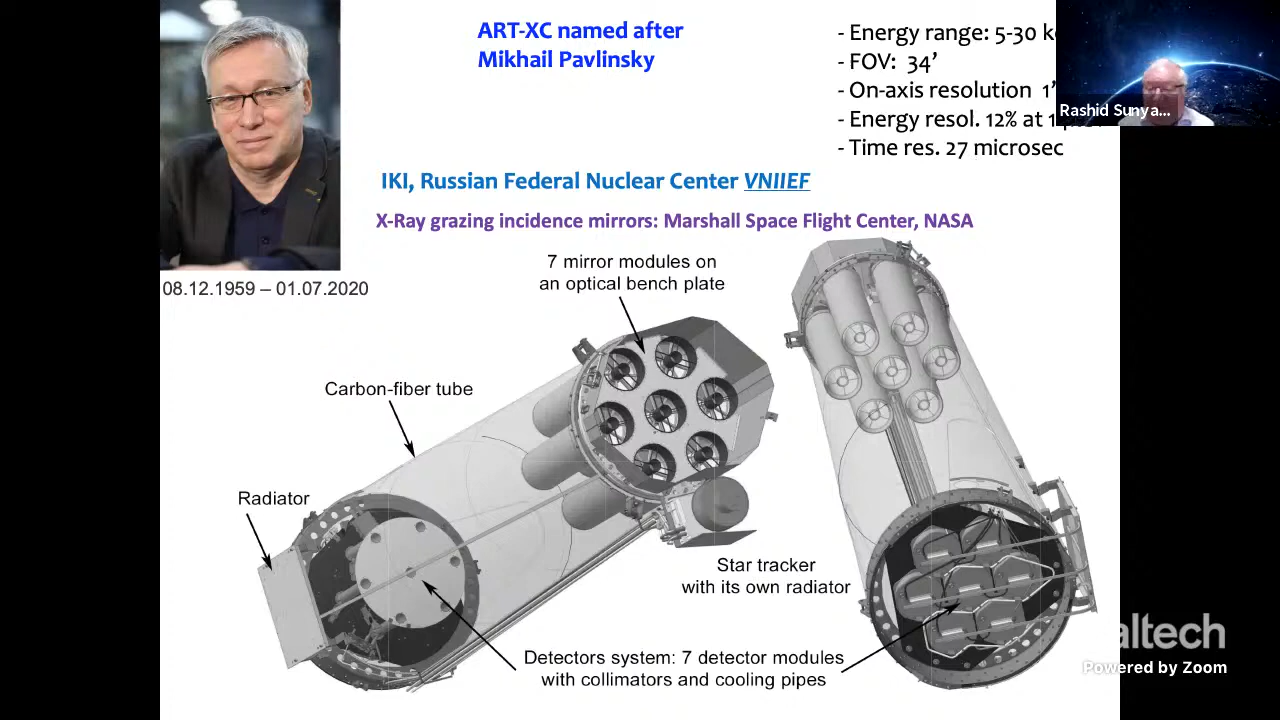 ART-XC named after
Mikhail Pavlinsky
- Energy range: 5-30
- FOV: 34’
- On-axis resolution 1’
- Energy resol. 12% at
- Time res. 27 microsec
Rashid Sunya...
IKI, Russian Federal Nuclear Center VNIIEF
X-Ray grazing incidence mirrors: Marshall Space Flight Center, NASA
08.12.1959 – 01.07.2020
7 mirror modules on
an optical bench plate
Carbon-fiber tube
Radiator
Star tracker
with its own radiator
Detectors system: 7 detector modules
with collimators and cooling pipes
altech
Powered by Zoom